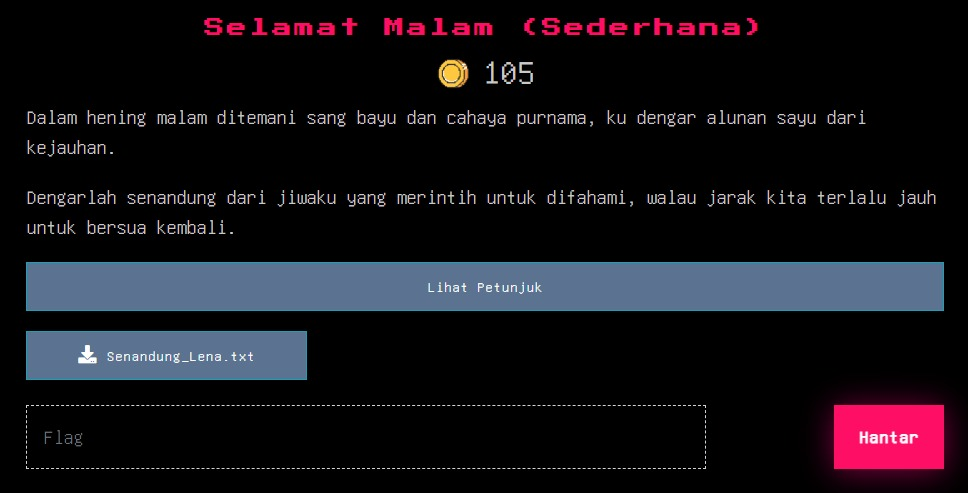 Selamat Malam (Sederhana)
105
Dalam hening malam ditemani sang bayu dan cahaya purnama, ku dengar alunan sayu dari
kejauhan.
Dengarlah senandung dari jiwaku yang merintih untuk difahami, walau jarak kita terlalu jauh
untuk bersua kembali.
Lihat Petunjuk
Senandung_Lena.txt
Flag
Hantar